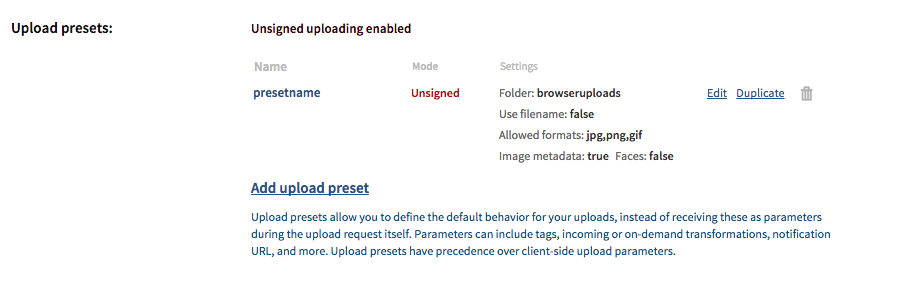 Upload presets: Unsigned uploading enabled
Name Mode Settings
presetname Unsigned Folder: browseruploads Edit Duplicate
Use filename: false
Allowed formats: jpg,png,gif
Image metadata: true Faces: false
Add upload preset
Upload presets allow you to define the default behavior for your uploads, instead of receiving these as parameters
during the upload request itself. Parameters can include tags, incoming or on-demand transformations, notification
URL, and more. Upload presets have precedence over client-side upload parameters.